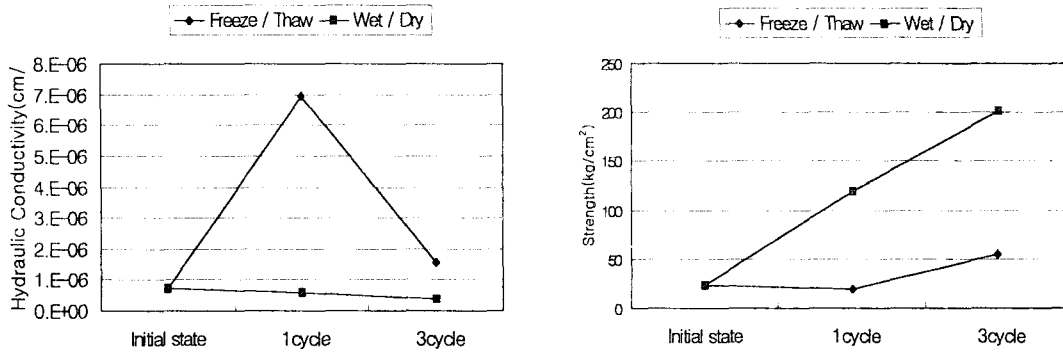 Freeze / Thaw Wet / Dry
Hydraulic Conductivity(cm/
8.E-06
7.E-06
6.E-06
5.E-06
4.E-06
3.E-06
2.E-06
1.E-06
0.E+00
Initial state 1cycle 3cycle
Freeze / Thaw Wet / Dry
Strength(kg/cm²)
250
200
150
100
50
0
Initial state 1cycle 3cycle